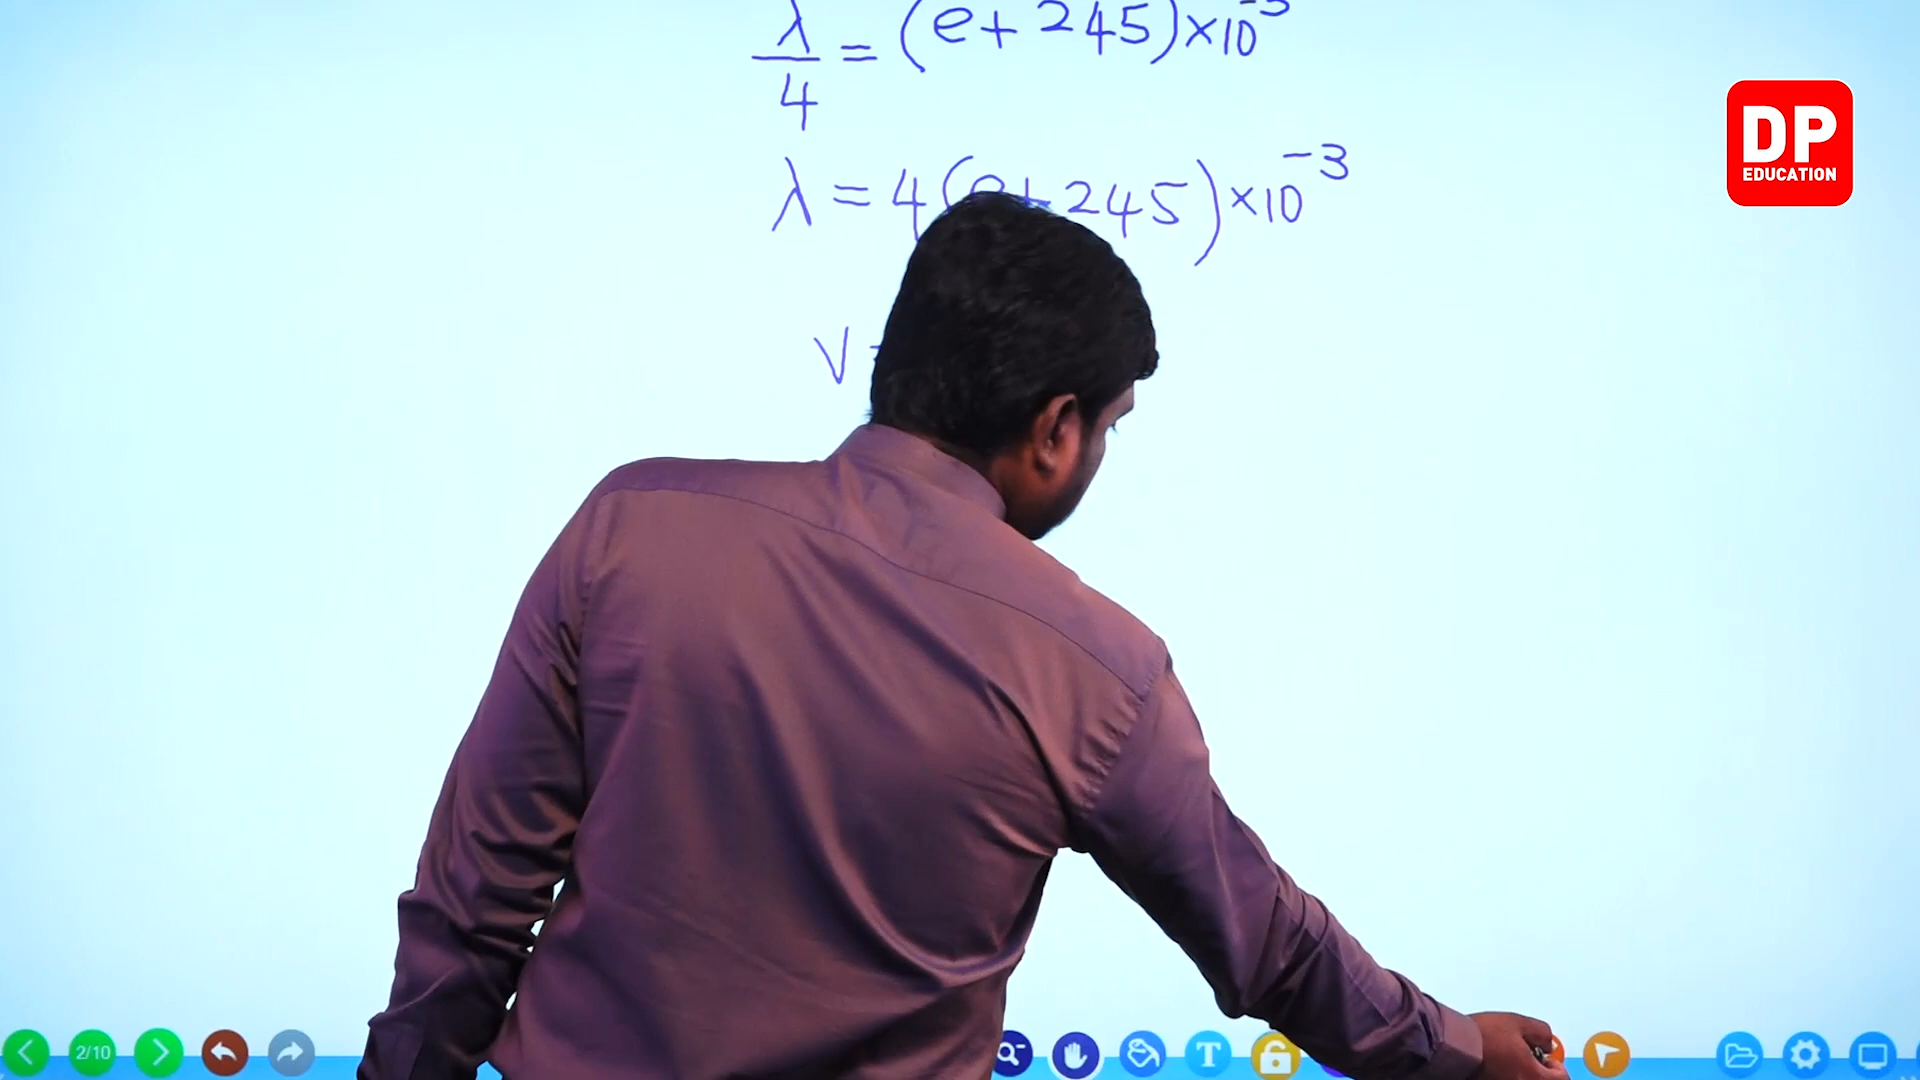 λ/4 = (e+245)×10⁻³
λ = 4(e+245)×10⁻³
V
DP
EDUCATION
2/10
T